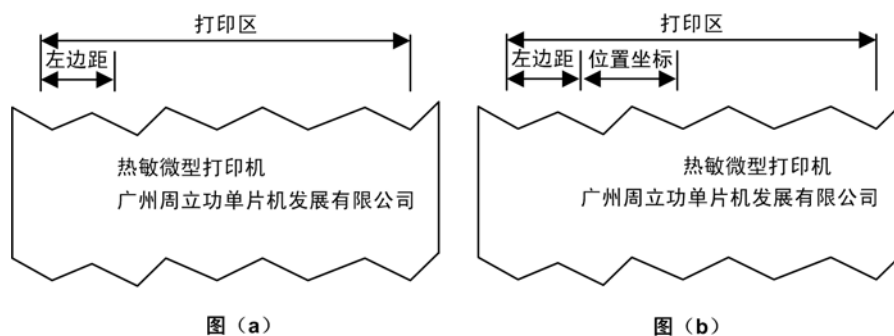 打印区
左边距
热敏微型打印机
广州周立功单片机发展有限公司
图（a）
打印区
左边距 位置坐标
热敏微型打印机
广州周立功单片机发展有限公司
图（b）